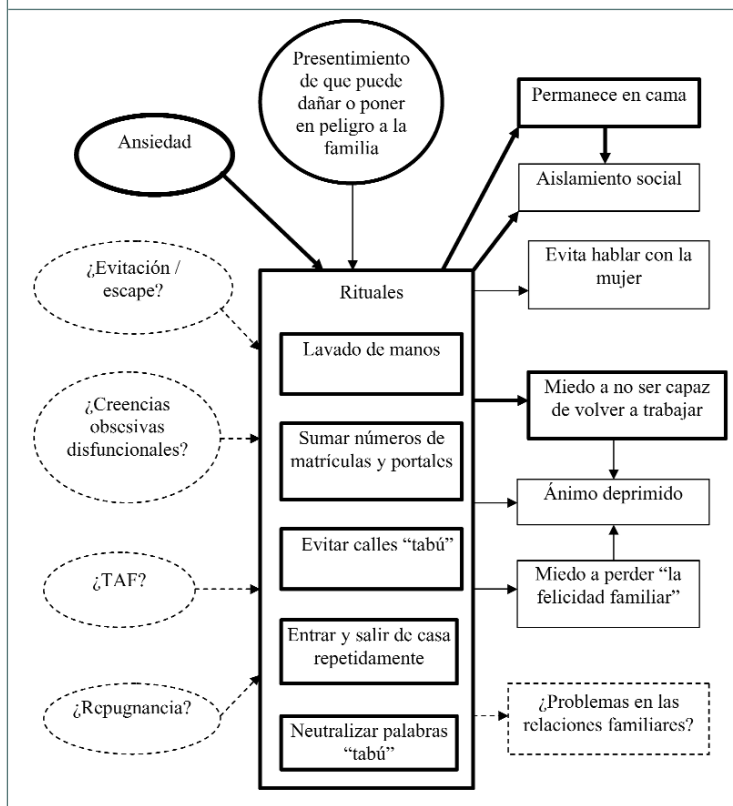 Presentimiento
de que puede
dañar o poner
en peligro a la
familia
Ansiedad
Permanece en cama
Aislamiento social
¿Evitación /
escape?
Evita hablar con la
mujer
Rituales
Lavado de manos
¿Creencias
obsesivas
disfuncionales?
Sumar números de
matrículas y portales
Miedo a no ser capaz
de volver a trabajar
Ánimo deprimido
Evitar calles “tabú”
¿TAF?
Miedo a perder “la
felicidad familiar”
Entrar y salir de casa
repetidamente
¿Repugnancia?
Neutralizar palabras
“tabú”
¿Problemas en las
relaciones familiares?